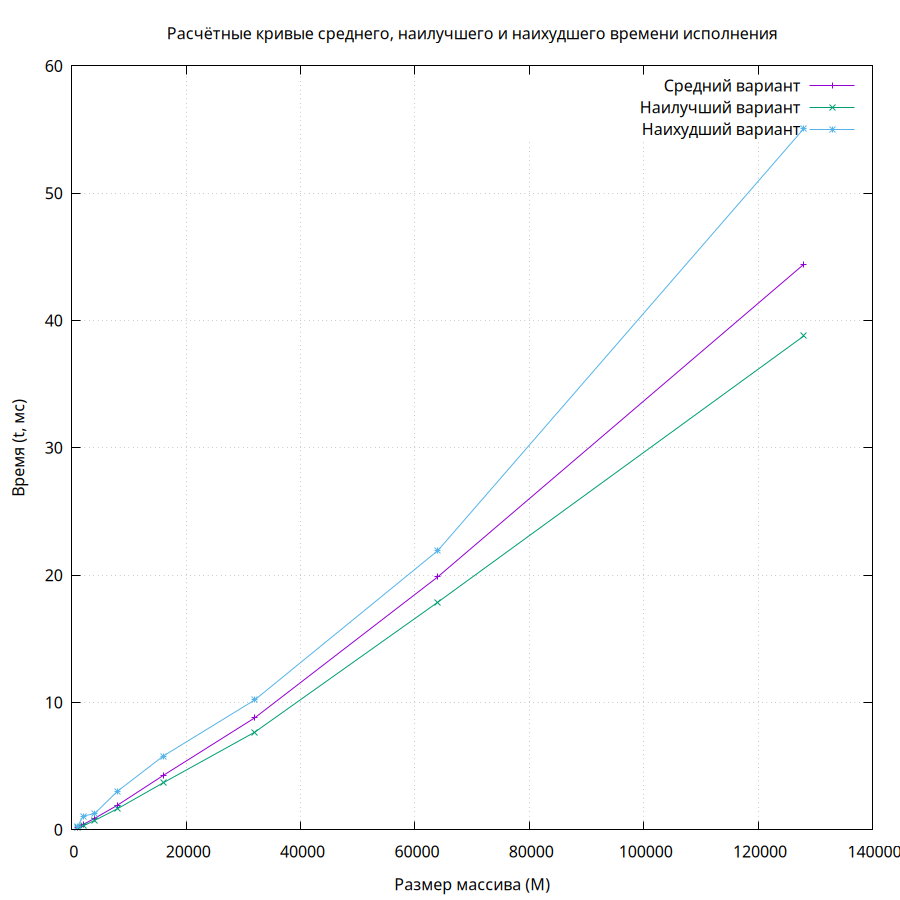 Расчётные кривые среднего, наилучшего и наихудшего времени исполнения
Средний вариант
Наилучший вариант
Наихудший вариант
60
50
40
30
20
10
0
Время (t, мс)
0 20000 40000 60000 80000 100000 120000 140000
Размер массива (M)